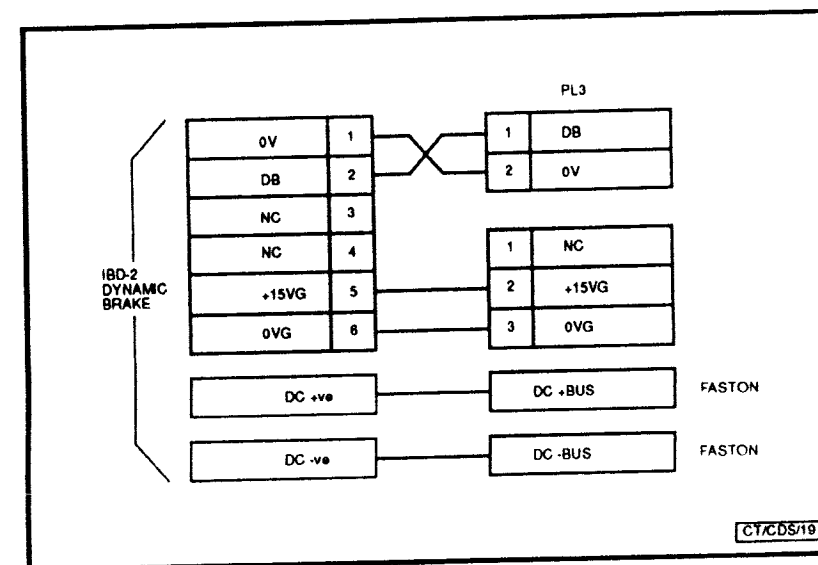 PL3
0V 1
DB 2
NC 3
NC 4
+15VG 5
0VG 6
1 DB
2 0V
1 NC
2 +15VG
3 0VG
IBD-2
DYNAMIC
BRAKE
DC +ve
DC +BUS
FASTON
DC -ve
DC -BUS
FASTON
CT/CDS/19